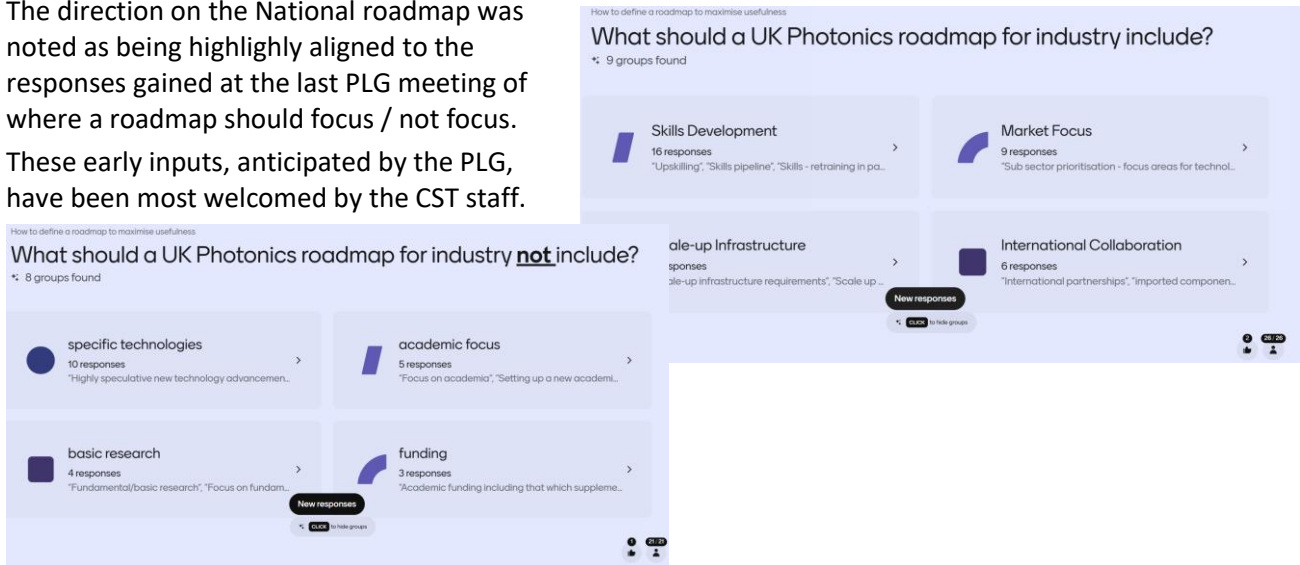 The direction on the National roadmap was
noted as being highlighly aligned to the
responses gained at the last PLG meeting of
where a roadmap should focus / not focus.
These early inputs, anticipated by the PLG,
have been most welcomed by the CST staff.
How to define a roadmap to maximise usefulness
What should a UK Photonics roadmap for industry include?
9 groups found
Skills Development
16 responses
"Upskilling", "Skills pipeline", "Skills - retraining in pa...
Market Focus
9 responses
"Sub sector prioritisation - focus areas for technol...
ale-up Infrastructure
sponses
ale-up infrastructure requirements", "Scale up ...
International Collaboration
6 responses
"International partnerships", "imported componen...
New responses
CLICK to hide groups
2 26/26
How to define a roadmap to maximise usefulness
What should a UK Photonics roadmap for industry not include?
8 groups found
specific technologies
10 responses
"Highly speculative new technology advancemen...
academic focus
5 responses
"Focus on academia", "Setting up a new academi...
basic research
4 responses
"Fundamental/basic research", "Focus on fundam...
funding
3 responses
"Academic funding including that which suppleme...
New responses
CLICK to hide groups
1 21/21